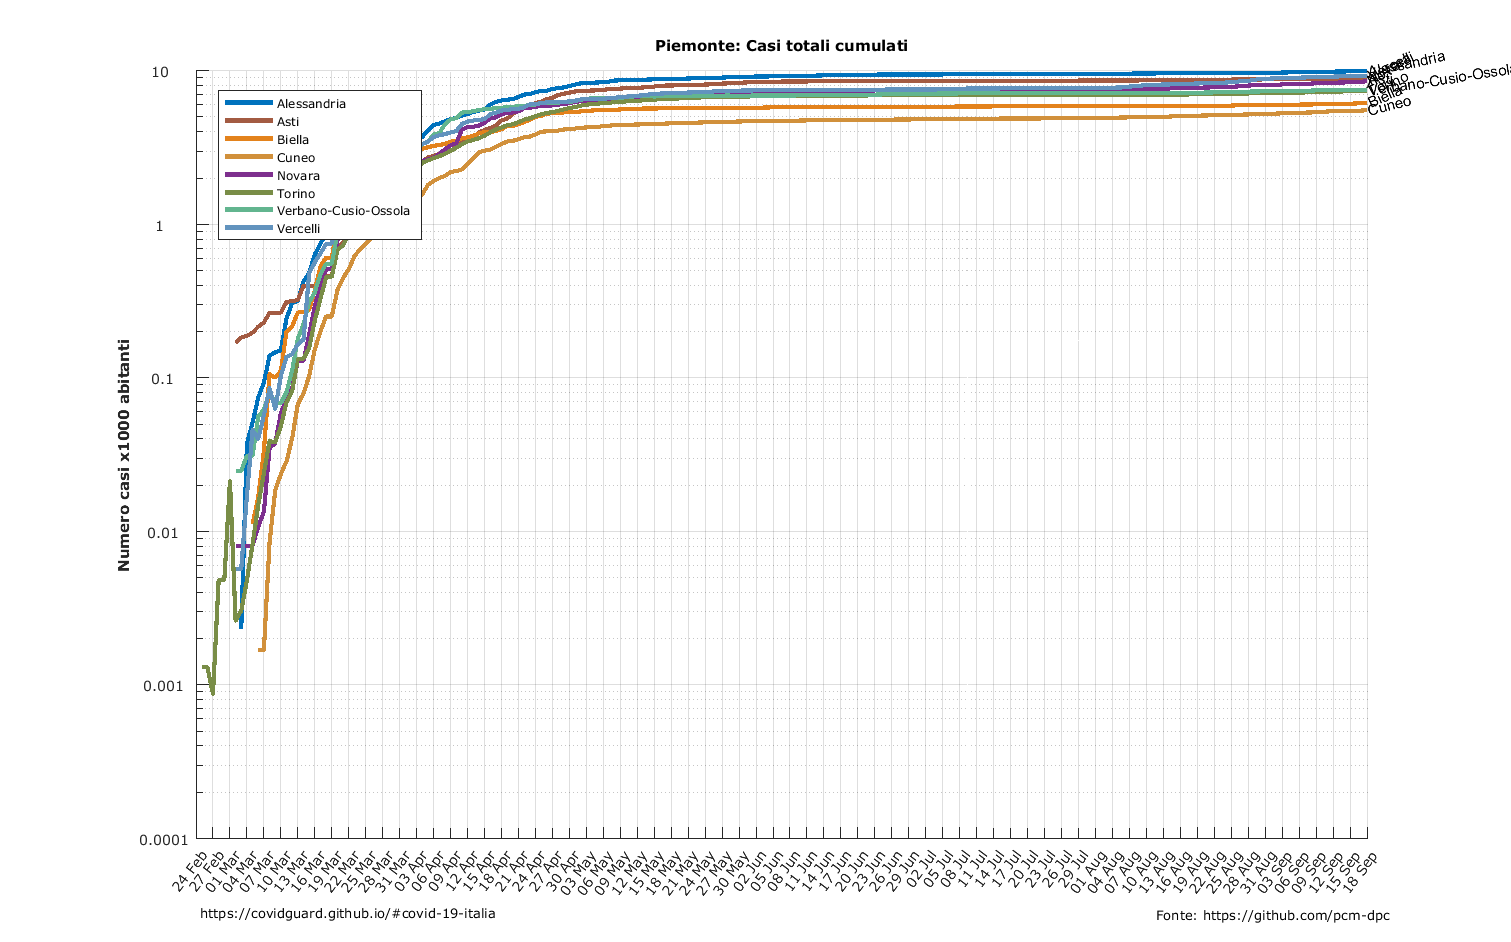 Piemonte: Casi totali cumulati
Numero casi x1000 abitanti
10
1
0.1
0.01
0.001
0.0001
Alessandria
Asti
Biella
Cuneo
Novara
Torino
Verbano-Cusio-Ossola
Vercelli
Alessandria
Verbano-Cusio-Ossola
Biella
Cuneo
24 Feb
27 Feb
01 Mar
04 Mar
07 Mar
10 Mar
13 Mar
16 Mar
19 Mar
22 Mar
25 Mar
28 Mar
31 Mar
03 Apr
06 Apr
09 Apr
12 Apr
15 Apr
18 Apr
21 Apr
24 Apr
27 Apr
30 Apr
03 May
06 May
09 May
12 May
15 May
18 May
21 May
24 May
27 May
30 May
02 Jun
05 Jun
08 Jun
11 Jun
14 Jun
17 Jun
20 Jun
23 Jun
26 Jun
29 Jun
02 Jul
05 Jul
08 Jul
11 Jul
14 Jul
17 Jul
20 Jul
23 Jul
26 Jul
29 Jul
01 Aug
04 Aug
07 Aug
10 Aug
13 Aug
16 Aug
19 Aug
22 Aug
25 Aug
28 Aug
31 Aug
03 Sep
06 Sep
09 Sep
12 Sep
15 Sep
18 Sep
https://covidguard.github.io/#covid-19-italia
Fonte: https://github.com/pcm-dpc